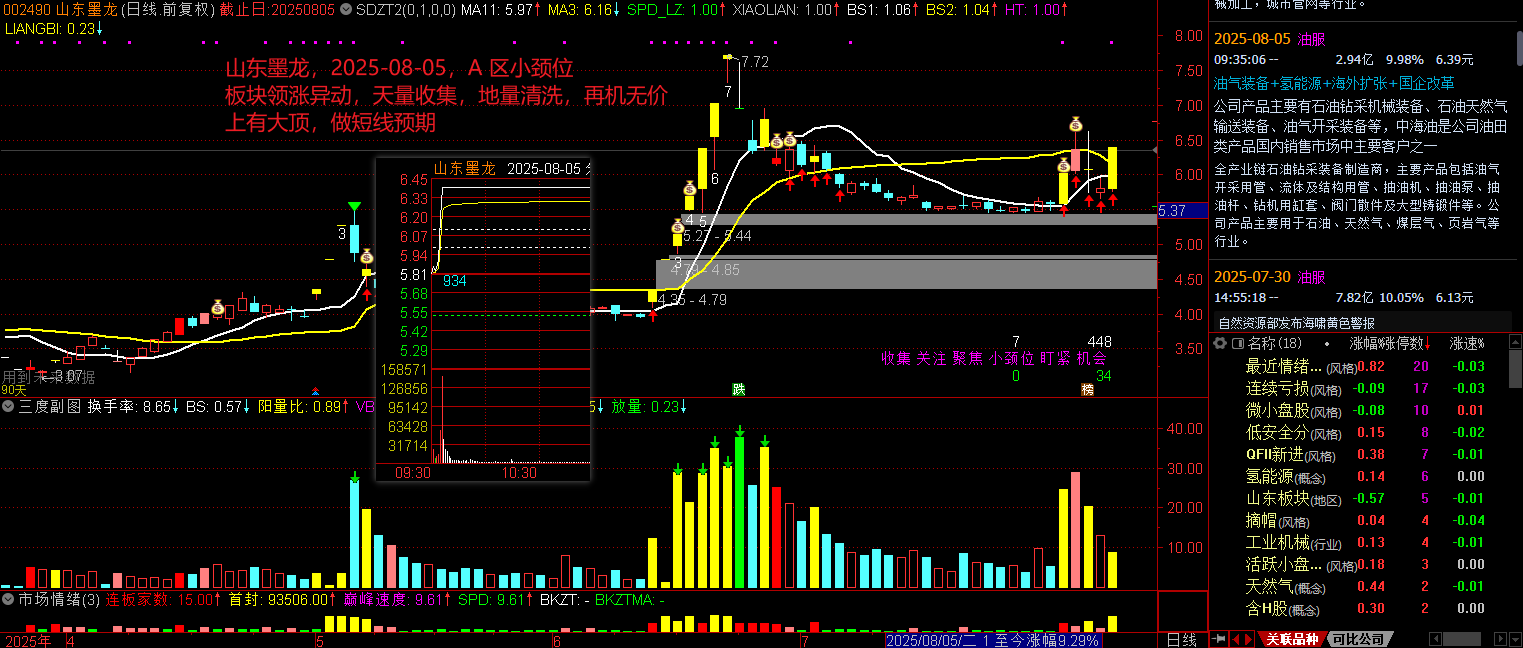 002490 山东墨龙(日线.前复权) 截止日:20250805 SDZT2(0,1,0,0) MA11: 5.97↑ MA3: 6.16↓ SPD_LZ: 1.00↑ XIAOLIAN: 1.00↑ BS1: 1.06↑ BS2: 1.04↑ HT: 1.00↑
LIANGBI: 0.23↓
山东墨龙，2025-08-05，A 区小颈位
板块领涨异动，天量收集，地量清洗，再机无价
上有大顶，做短线预期
8.00
7.50
7.00
6.50
6.00
5.37
5.00
4.50
4.00
3.50
7.72
7
6
4.5
5.27 - 5.44
3
4.79 - 4.85
4.35 - 4.79
3
山东墨龙 2025-08-05
6.45
6.33
6.20
6.07
5.94
5.81
5.68
5.55
5.42
5.29
934
158571
126856
95142
63428
31714
09:30 10:30
3.07
用到未来数据
90天
7 448
收集 关注 聚焦 小颈位 盯紧 机会
0 34
跌 榜
三度副图 换手率: 8.65↓ BS: 0.57↓ 阳量比: 0.89↑ VB
5↓ 放量: 0.23↓
40.00
30.00
20.00
10.00
市场情绪(3) 连板家数: 15.00↑ 首封: 93506.00↑ 巅峰速度: 9.61↑ SPD: 9.61↑ BKZT: - BKZTMA: -
2025年 4 5 6 7 2025/08/05/二 1 至今涨幅9.29% 日线
械加工，城市管网等行业。
2025-08-05 油服
09:35:06 -- 2.94亿 9.98% 6.39元
油气装备+氢能源+海外扩张+国企改革
公司产品主要有石油钻采机械装备、石油天然气
输送装备、油气开采装备等，中海油是公司油田
类产品国内销售市场中主要客户之一
全产业链石油钻采装备制造商，主要产品包括油气
开采用管、流体及结构用管、抽油机、抽油泵、抽
油杆、钻机用缸套、阀门散件及大型铸锻件等。公
司产品主要用于石油、天然气、煤层气、页岩气等
行业。
2025-07-30 油服
14:55:18 -- 7.82亿 10.05% 6.13元
自然资源部发布海啸黄色警报
名称(18) 涨幅% 涨停数↓ 涨速%
最近情绪... (风格) 0.82 20 -0.03
连续亏损(风格) -0.09 17 -0.03
微小盘股(风格) -0.08 10 0.01
低安全分(风格) 0.15 8 -0.02
QFII新进(风格) 0.38 7 -0.01
氢能源(概念) 0.14 6 0.00
山东板块(地区) -0.57 5 -0.01
摘帽(风格) 0.04 4 -0.04
工业机械(行业) 0.13 4 -0.01
活跃小盘... (风格) 0.18 3 0.00
天然气(概念) 0.44 2 -0.01
含H股(概念) 0.30 2 0.00
关联品种 可比公司